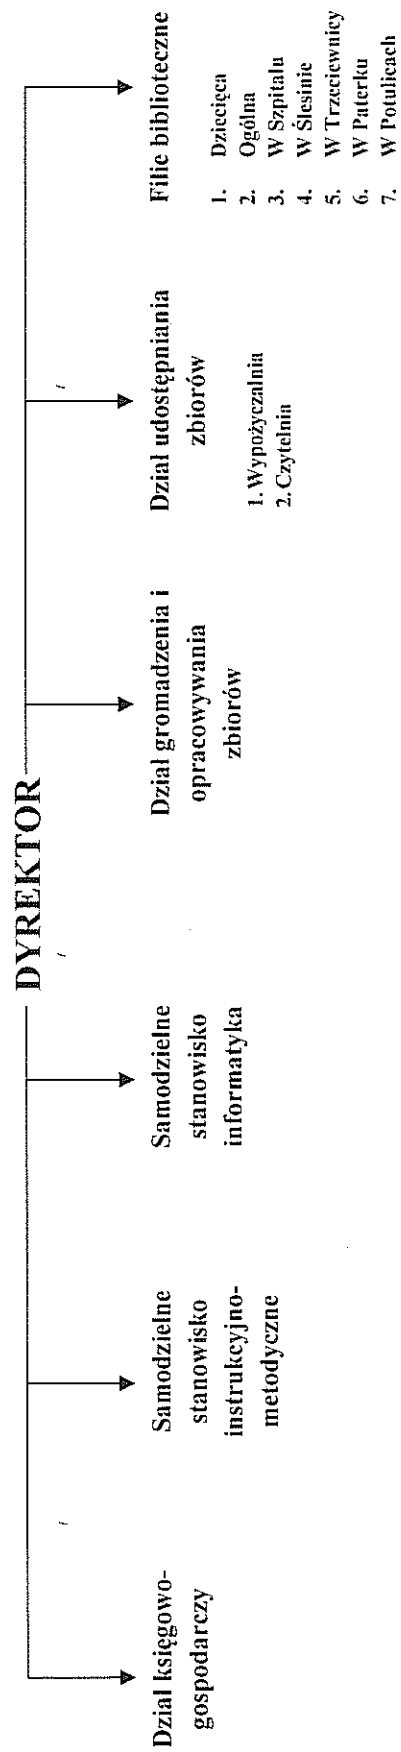 DYREKTOR
Dział księgowo-
gospodarczy
Samodzielne
stanowisko
instrukcyjno-
metodyczne
Samodzielne
stanowisko
informatyka
Dział gromadzenia i
opracowywania
zbiorów
Dział udostępniania
zbiorów
1. Wypożyczalnia
2. Czytelnia
Filie biblioteczne
1. Dziecięca
2. Ogólna
3. W Szpitalu
4. W Ślesinie
5. W Trzeciewnicy
6. W Paterku
7. W Potulicach